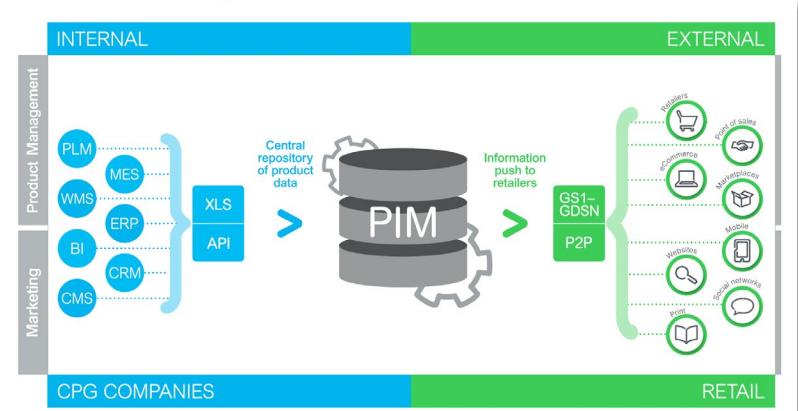 INTERNAL
EXTERNAL
Product Management
Marketing
PLM
MES
WMS
ERP
BI
CRM
CMS
XLS
API
Central
repository
of product
data
>
PIM
Information
push to
retailers
>
GS1–
GDSN
P2P
Retailers
Point of sales
eCommerce
Marketplaces
Mobile
Websites
Social networks
Print
CPG COMPANIES
RETAIL